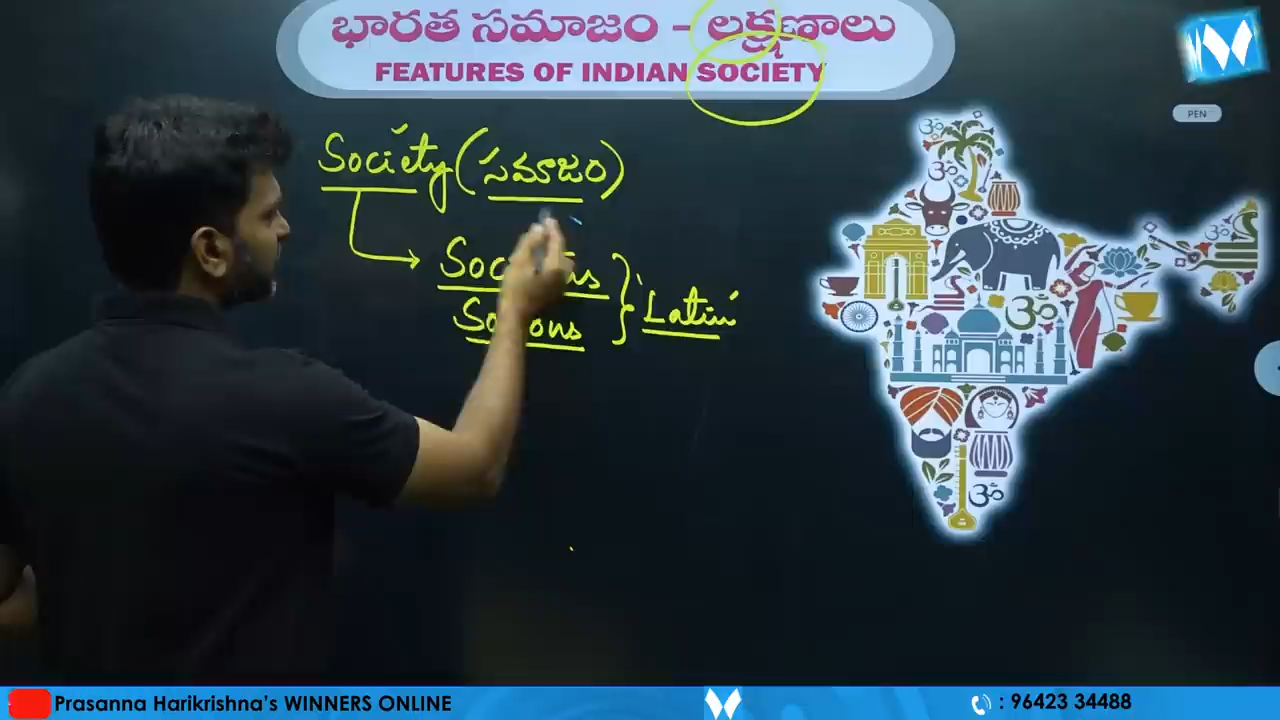 భారత సమాజం - లక్షణాలు
FEATURES OF INDIAN SOCIETY
PEN
Society (సమాజం)
Latin
Prasanna Harikrishna's WINNERS ONLINE
: 96423 34488